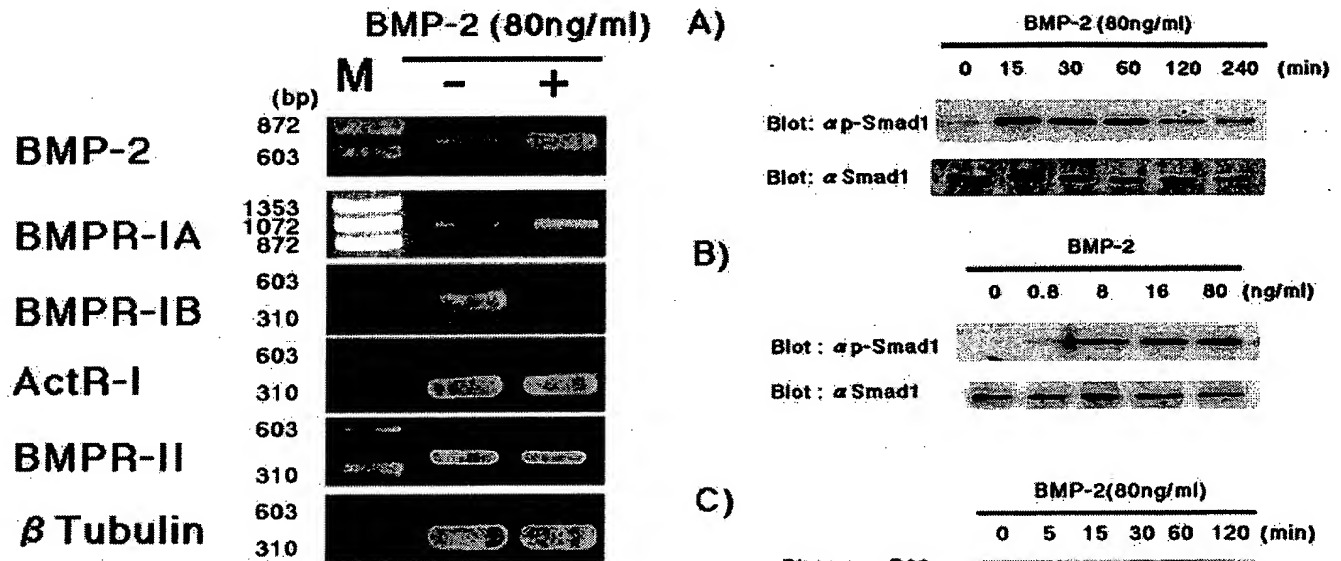 BMP-2 (80ng/ml)
M - +
(bp)
BMP-2 872
603
BMPR-IA 1353
1072
872
BMPR-IB 603
310
ActR-I 603
310
BMPR-II 603
310
β Tubulin 603
310
A)
BMP-2 (80ng/ml)
0 15 30 60 120 240 (min)
Blot: αp-Smad1
Blot: αSmad1
B)
BMP-2
0 0.8 8 16 80 (ng/ml)
Blot : αp-Smad1
Blot : αSmad1
C)
BMP-2(80ng/ml)
0 5 15 30 60 120 (min)